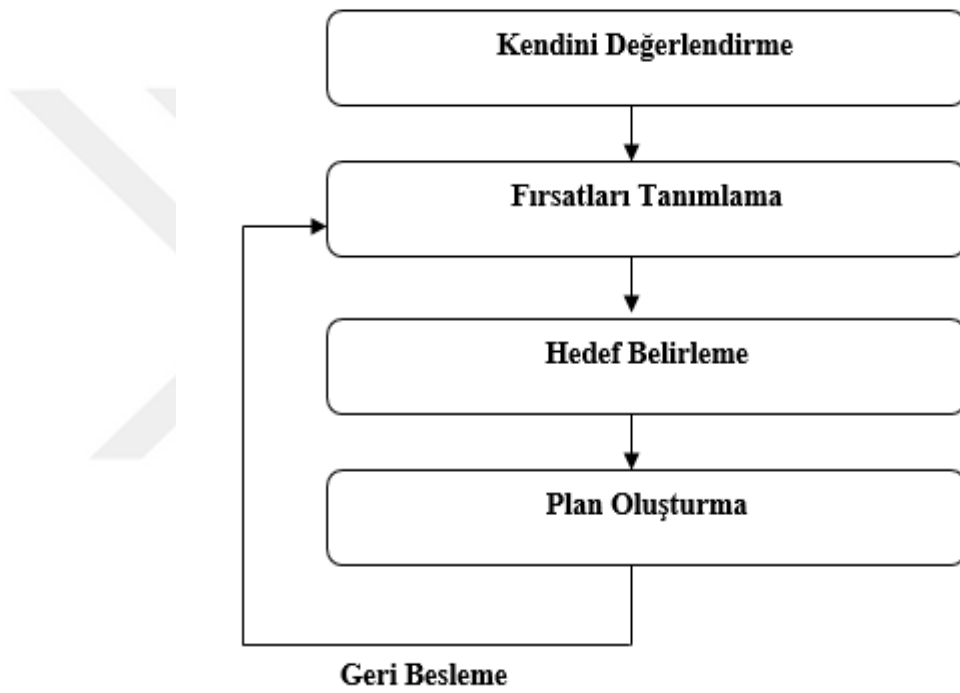 Kendini Değerlendirme
Fırsatları Tanımlama
Hedef Belirleme
Plan Oluşturma
Geri Besleme